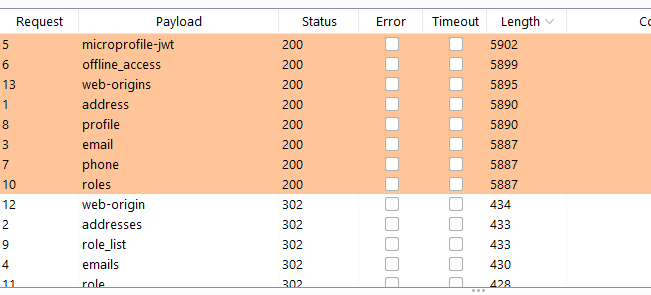 Request Payload Status Error Timeout Length Co
5 microprofile-jwt 200 5902
6 offline_access 200 5899
13 web-origins 200 5895
1 address 200 5890
8 profile 200 5890
3 email 200 5887
7 phone 200 5887
10 roles 200 5887
12 web-origin 302 434
2 addresses 302 433
9 role_list 302 433
4 emails 302 430
11 role 302 428